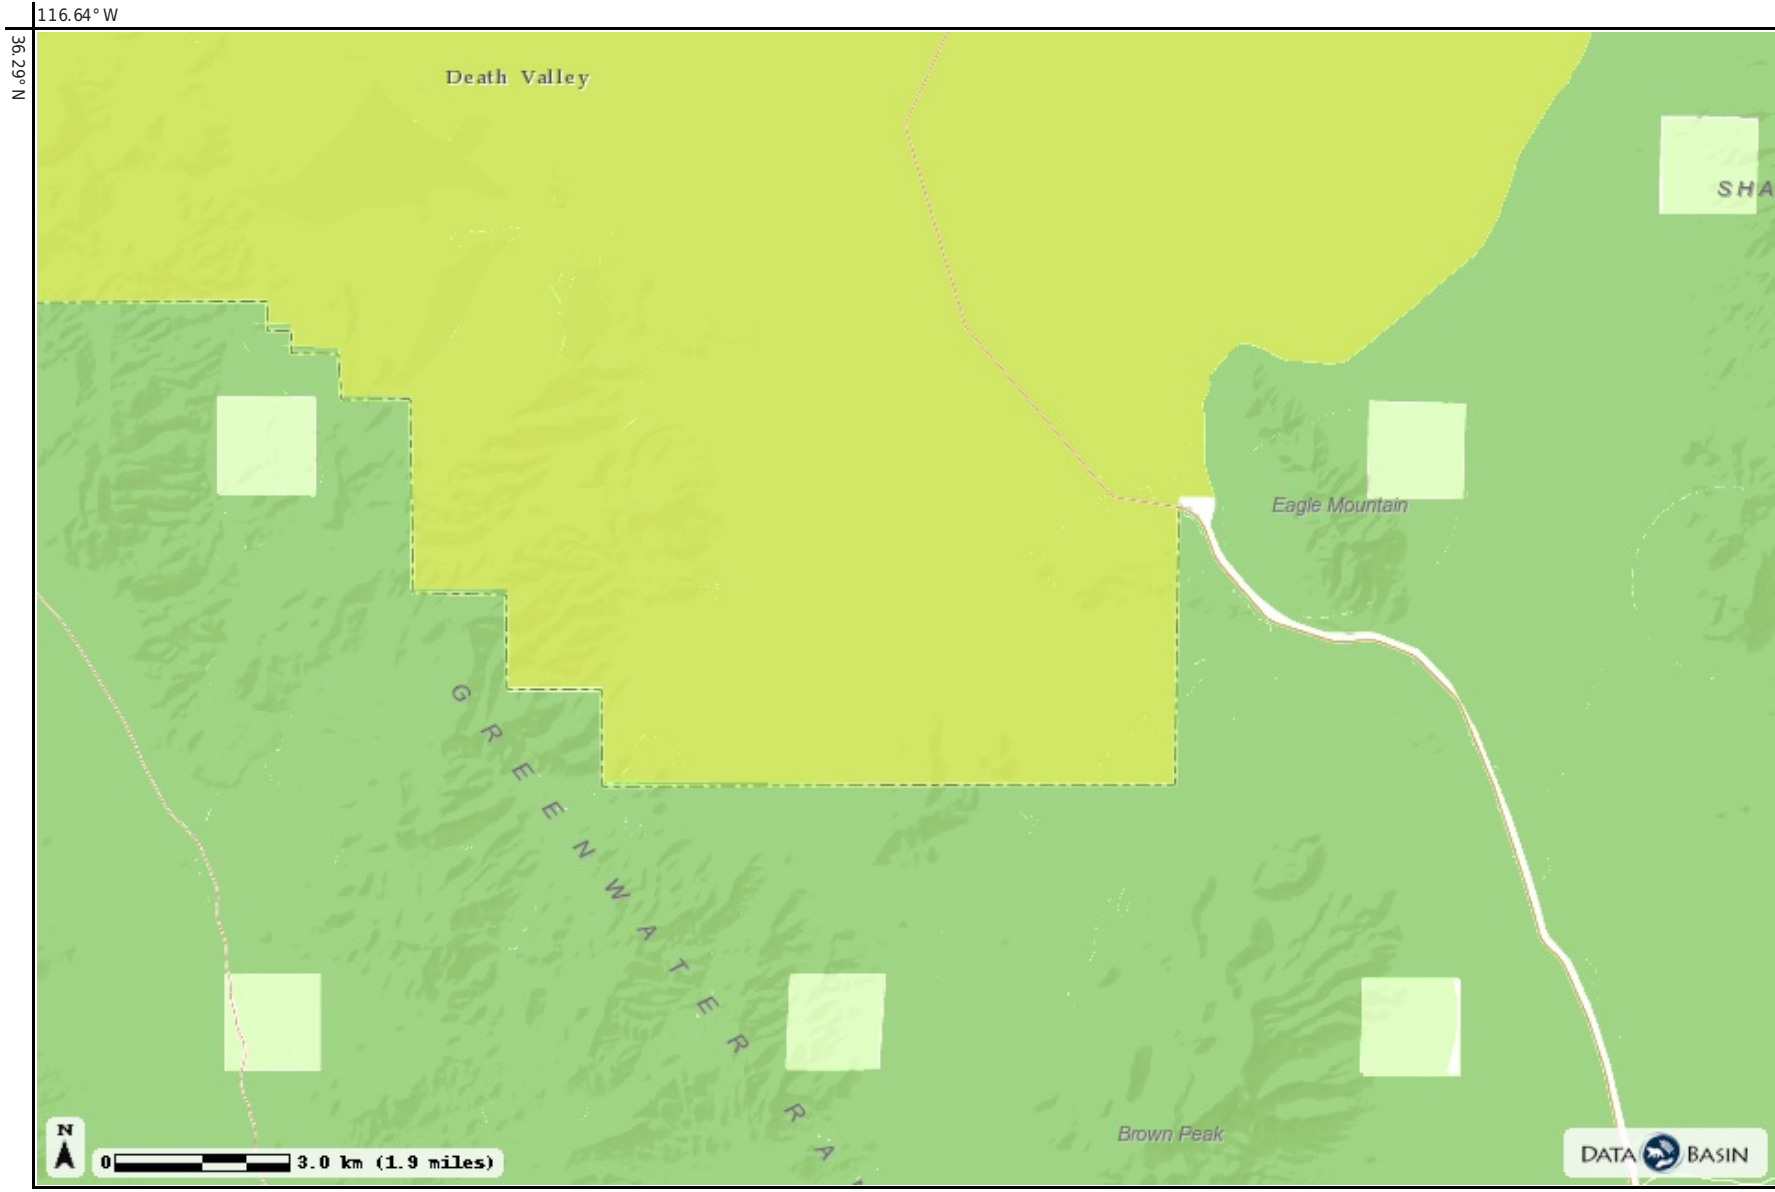 116.64° W
36.29° N
Death Valley
SHA
Eagle Mountain
GREENWATER RA
Brown Peak
N
0 3.0 km (1.9 miles)
DATA BASIN